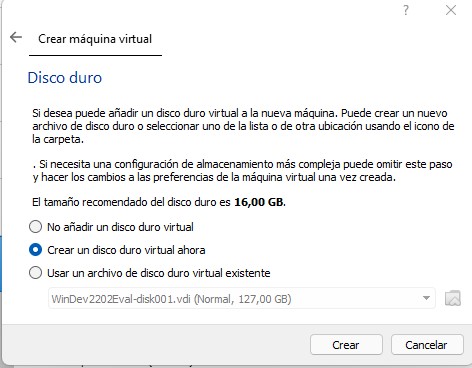 ? ×
Crear máquina virtual
Disco duro
Si desea puede añadir un disco duro virtual a la nueva máquina. Puede crear un nuevo
archivo de disco duro o seleccionar uno de la lista o de otra ubicación usando el icono de
la carpeta.
. Si necesita una configuración de almacenamiento más compleja puede omitir este paso
y hacer los cambios a las preferencias de la máquina virtual una vez creada.
El tamaño recomendado del disco duro es 16,00 GB.
No añadir un disco duro virtual
Crear un disco duro virtual ahora
Usar un archivo de disco duro virtual existente
WinDev2202Eval-disk001.vdi (Normal, 127,00 GB)
Crear Cancelar